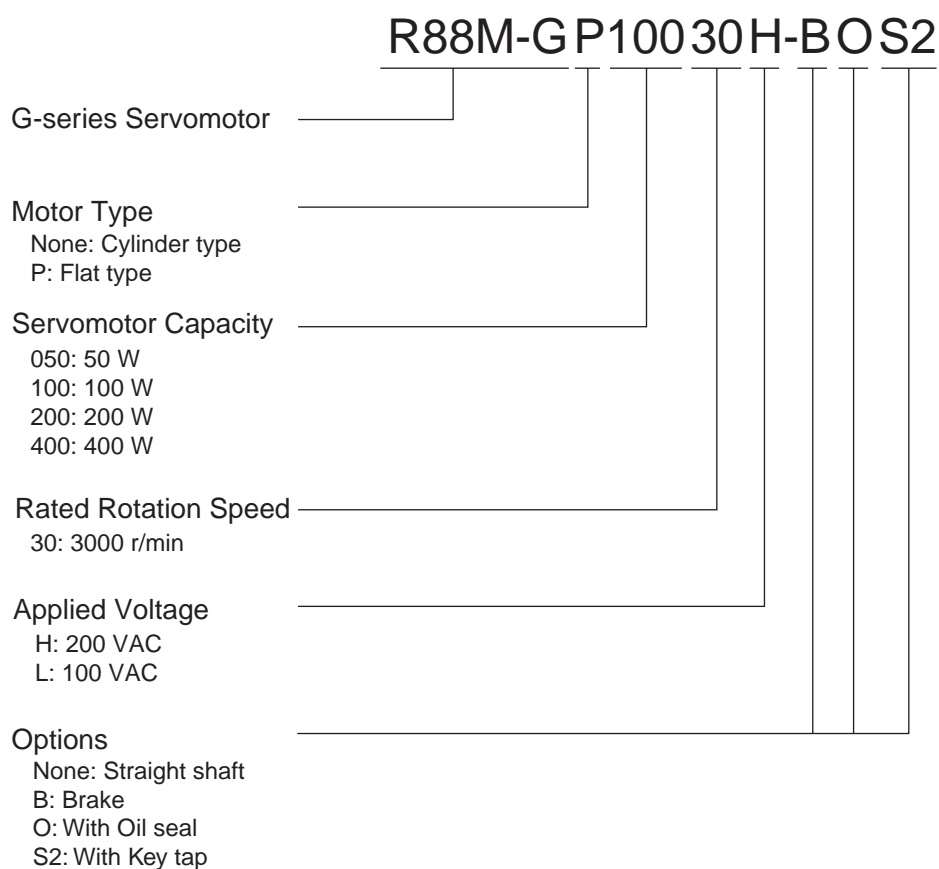 R88M-GP10030H-BOS2
G-series Servomotor
Motor Type
None: Cylinder type
P: Flat type
Servomotor Capacity
050: 50 W
100: 100 W
200: 200 W
400: 400 W
Rated Rotation Speed
30: 3000 r/min
Applied Voltage
H: 200 VAC
L: 100 VAC
Options
None: Straight shaft
B: Brake
O: With Oil seal
S2: With Key tap